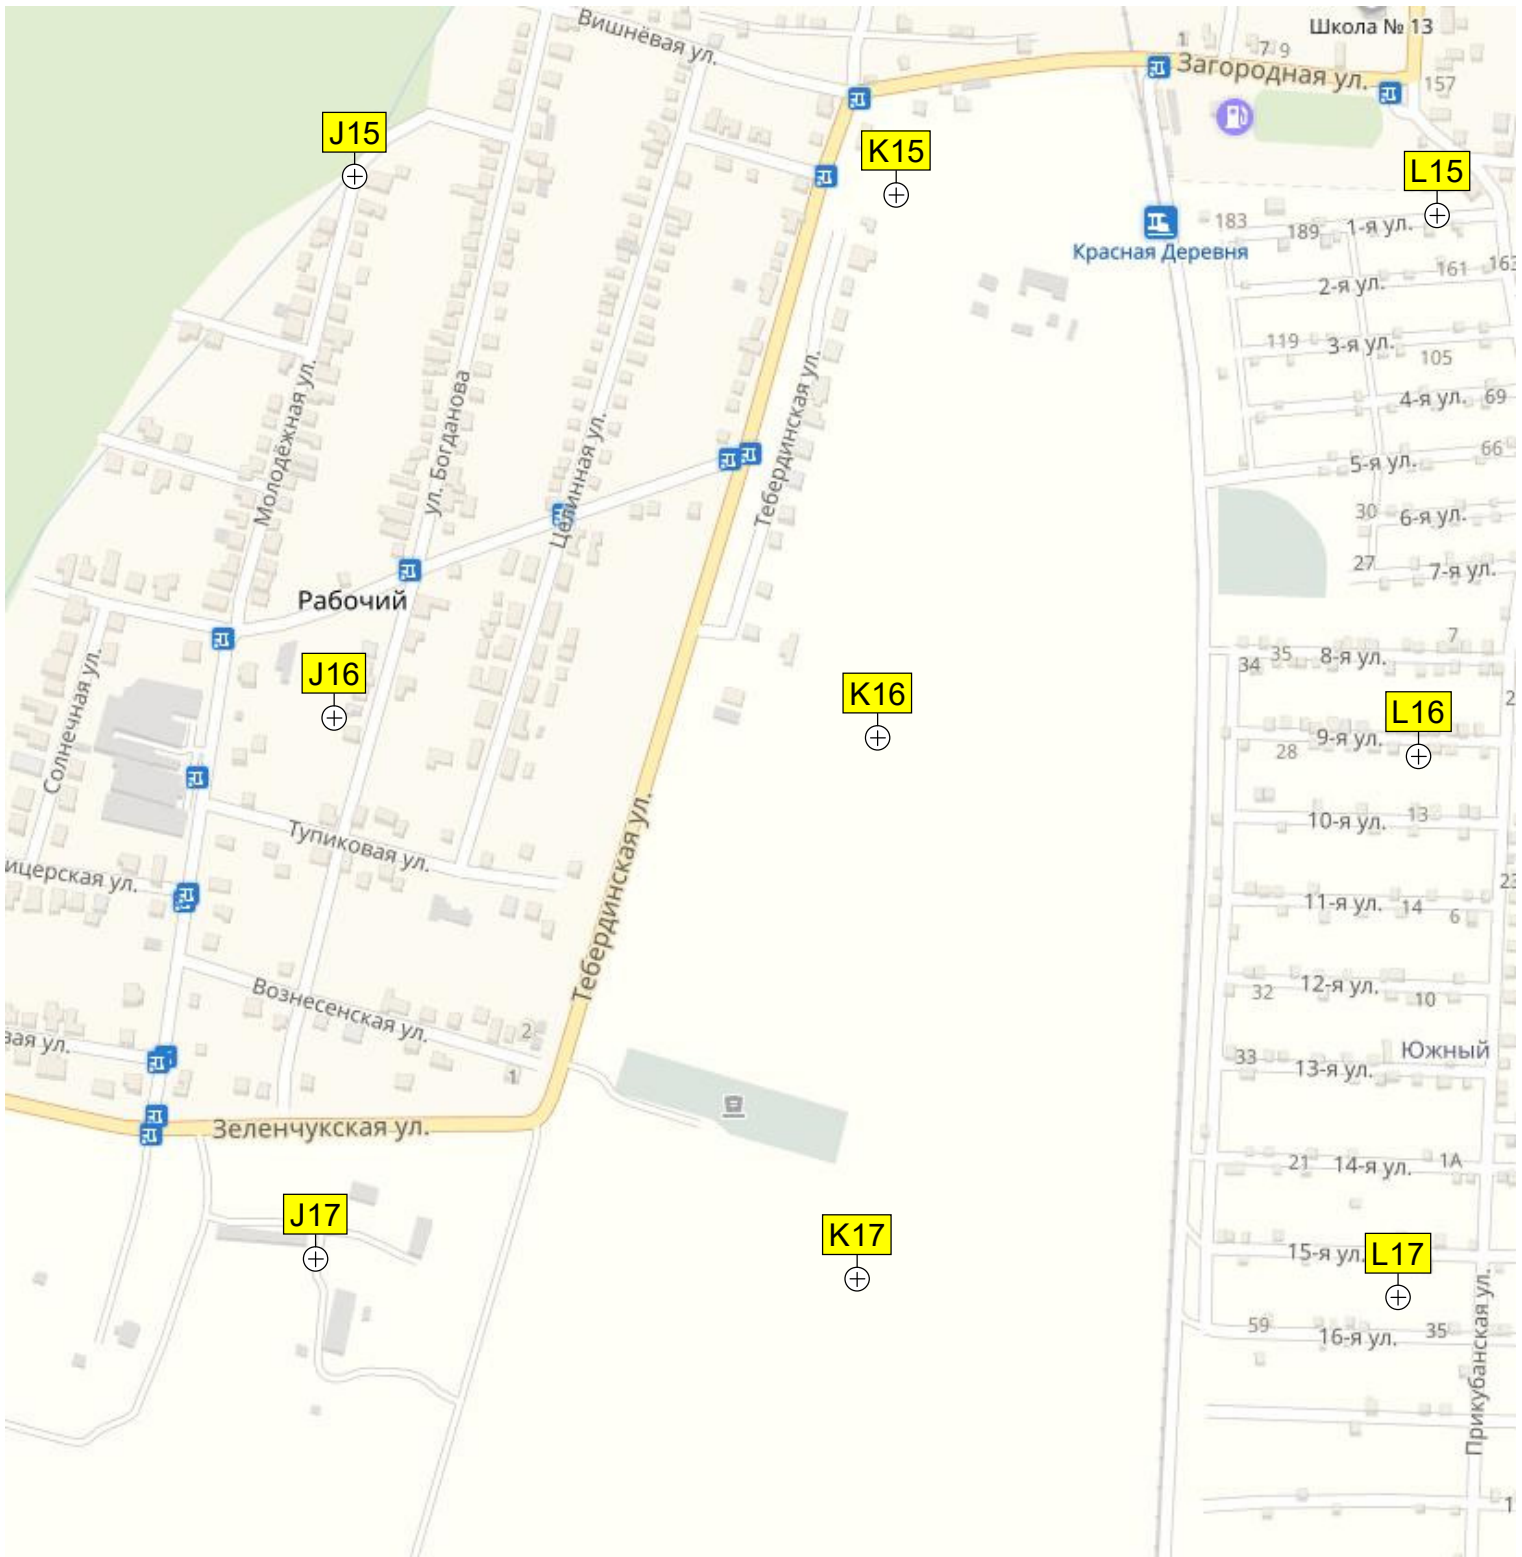 Вишнёвая ул.
Школа № 13
1
7
9
Загородная ул.
157
J15
K15
L15
183
189
1-я ул.
Красная Деревня
161
163
2-я ул.
119
3-я ул.
105
Молодёжная ул.
ул. Богданова
Целинная ул.
Тебердинская ул.
4-я ул.
69
66
5-я ул.
30
6-я ул.
27
7-я ул.
Рабочий
7
34
35
8-я ул.
J16
K16
L16
2
Солнечная ул.
28
9-я ул.
13
10-я ул.
Тупиковая ул.
ицерская ул.
Тебердинская ул.
23
11-я ул.
14
6
Вознесенская ул.
2
12-я ул.
32
10
вая ул.
1
33
13-я ул.
Южный
Зеленчукская ул.
21
14-я ул.
1А
J17
K17
L17
15-я ул.
59
16-я ул.
35
Прикубанская ул.
1